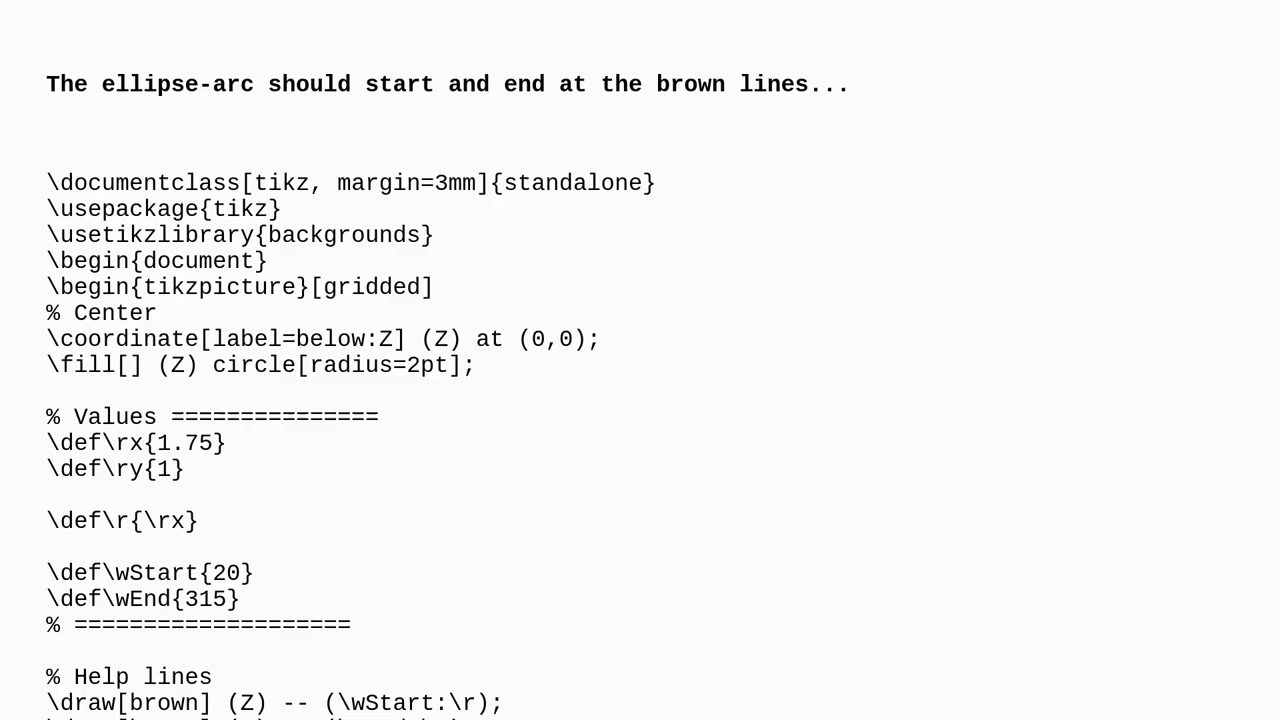 The ellipse-arc should start and end at the brown lines...
\documentclass[tikz, margin=3mm]{standalone}
\usepackage{tikz}
\usetikzlibrary{backgrounds}
\begin{document}
\begin{tikzpicture}[gridded]
% Center
\coordinate[label=below:Z] (Z) at (0,0);
\fill[] (Z) circle[radius=2pt];
% Values ===============
\def\rx{1.75}
\def\ry{1}
\def\r{\rx}
\def\wStart{20}
\def\wEnd{315}
% ====================
% Help lines
\draw[brown] (Z) -- (\wStart:\r);